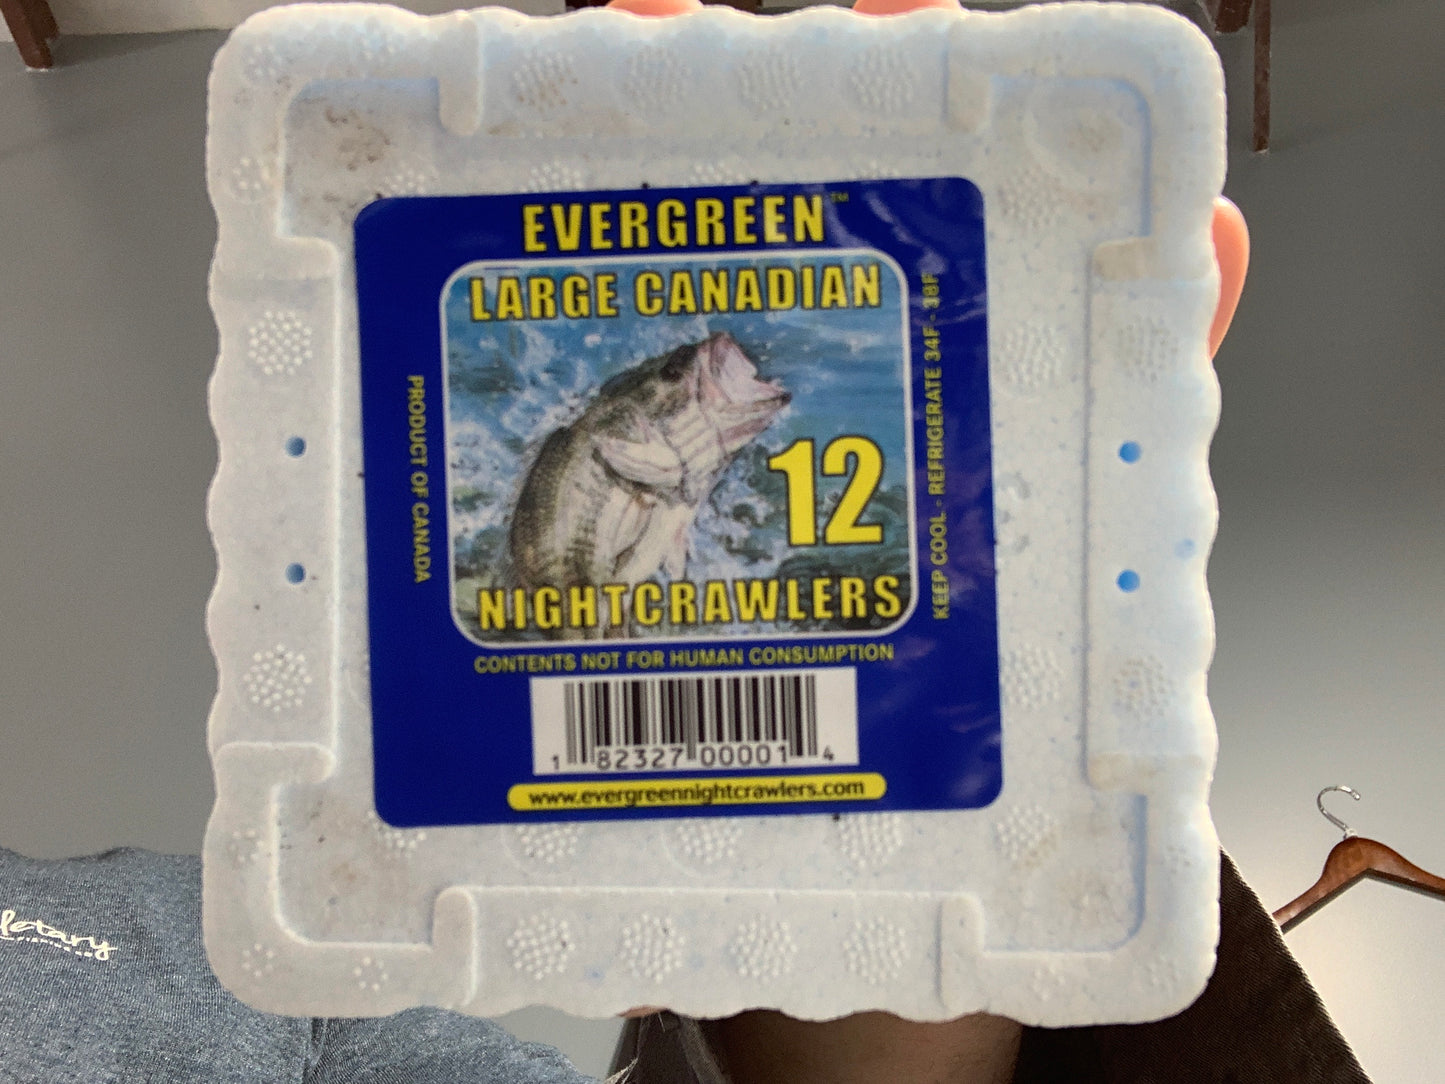 EVERGREEN™
LARGE CANADIAN
12
NIGHTCRAWLERS
PRODUCT OF CANADA
KEEP COOL - REFRIGERATE 34F - 38F
CONTENTS NOT FOR HUMAN CONSUMPTION
1 82327 00001 4
www.evergreennightcrawlers.com